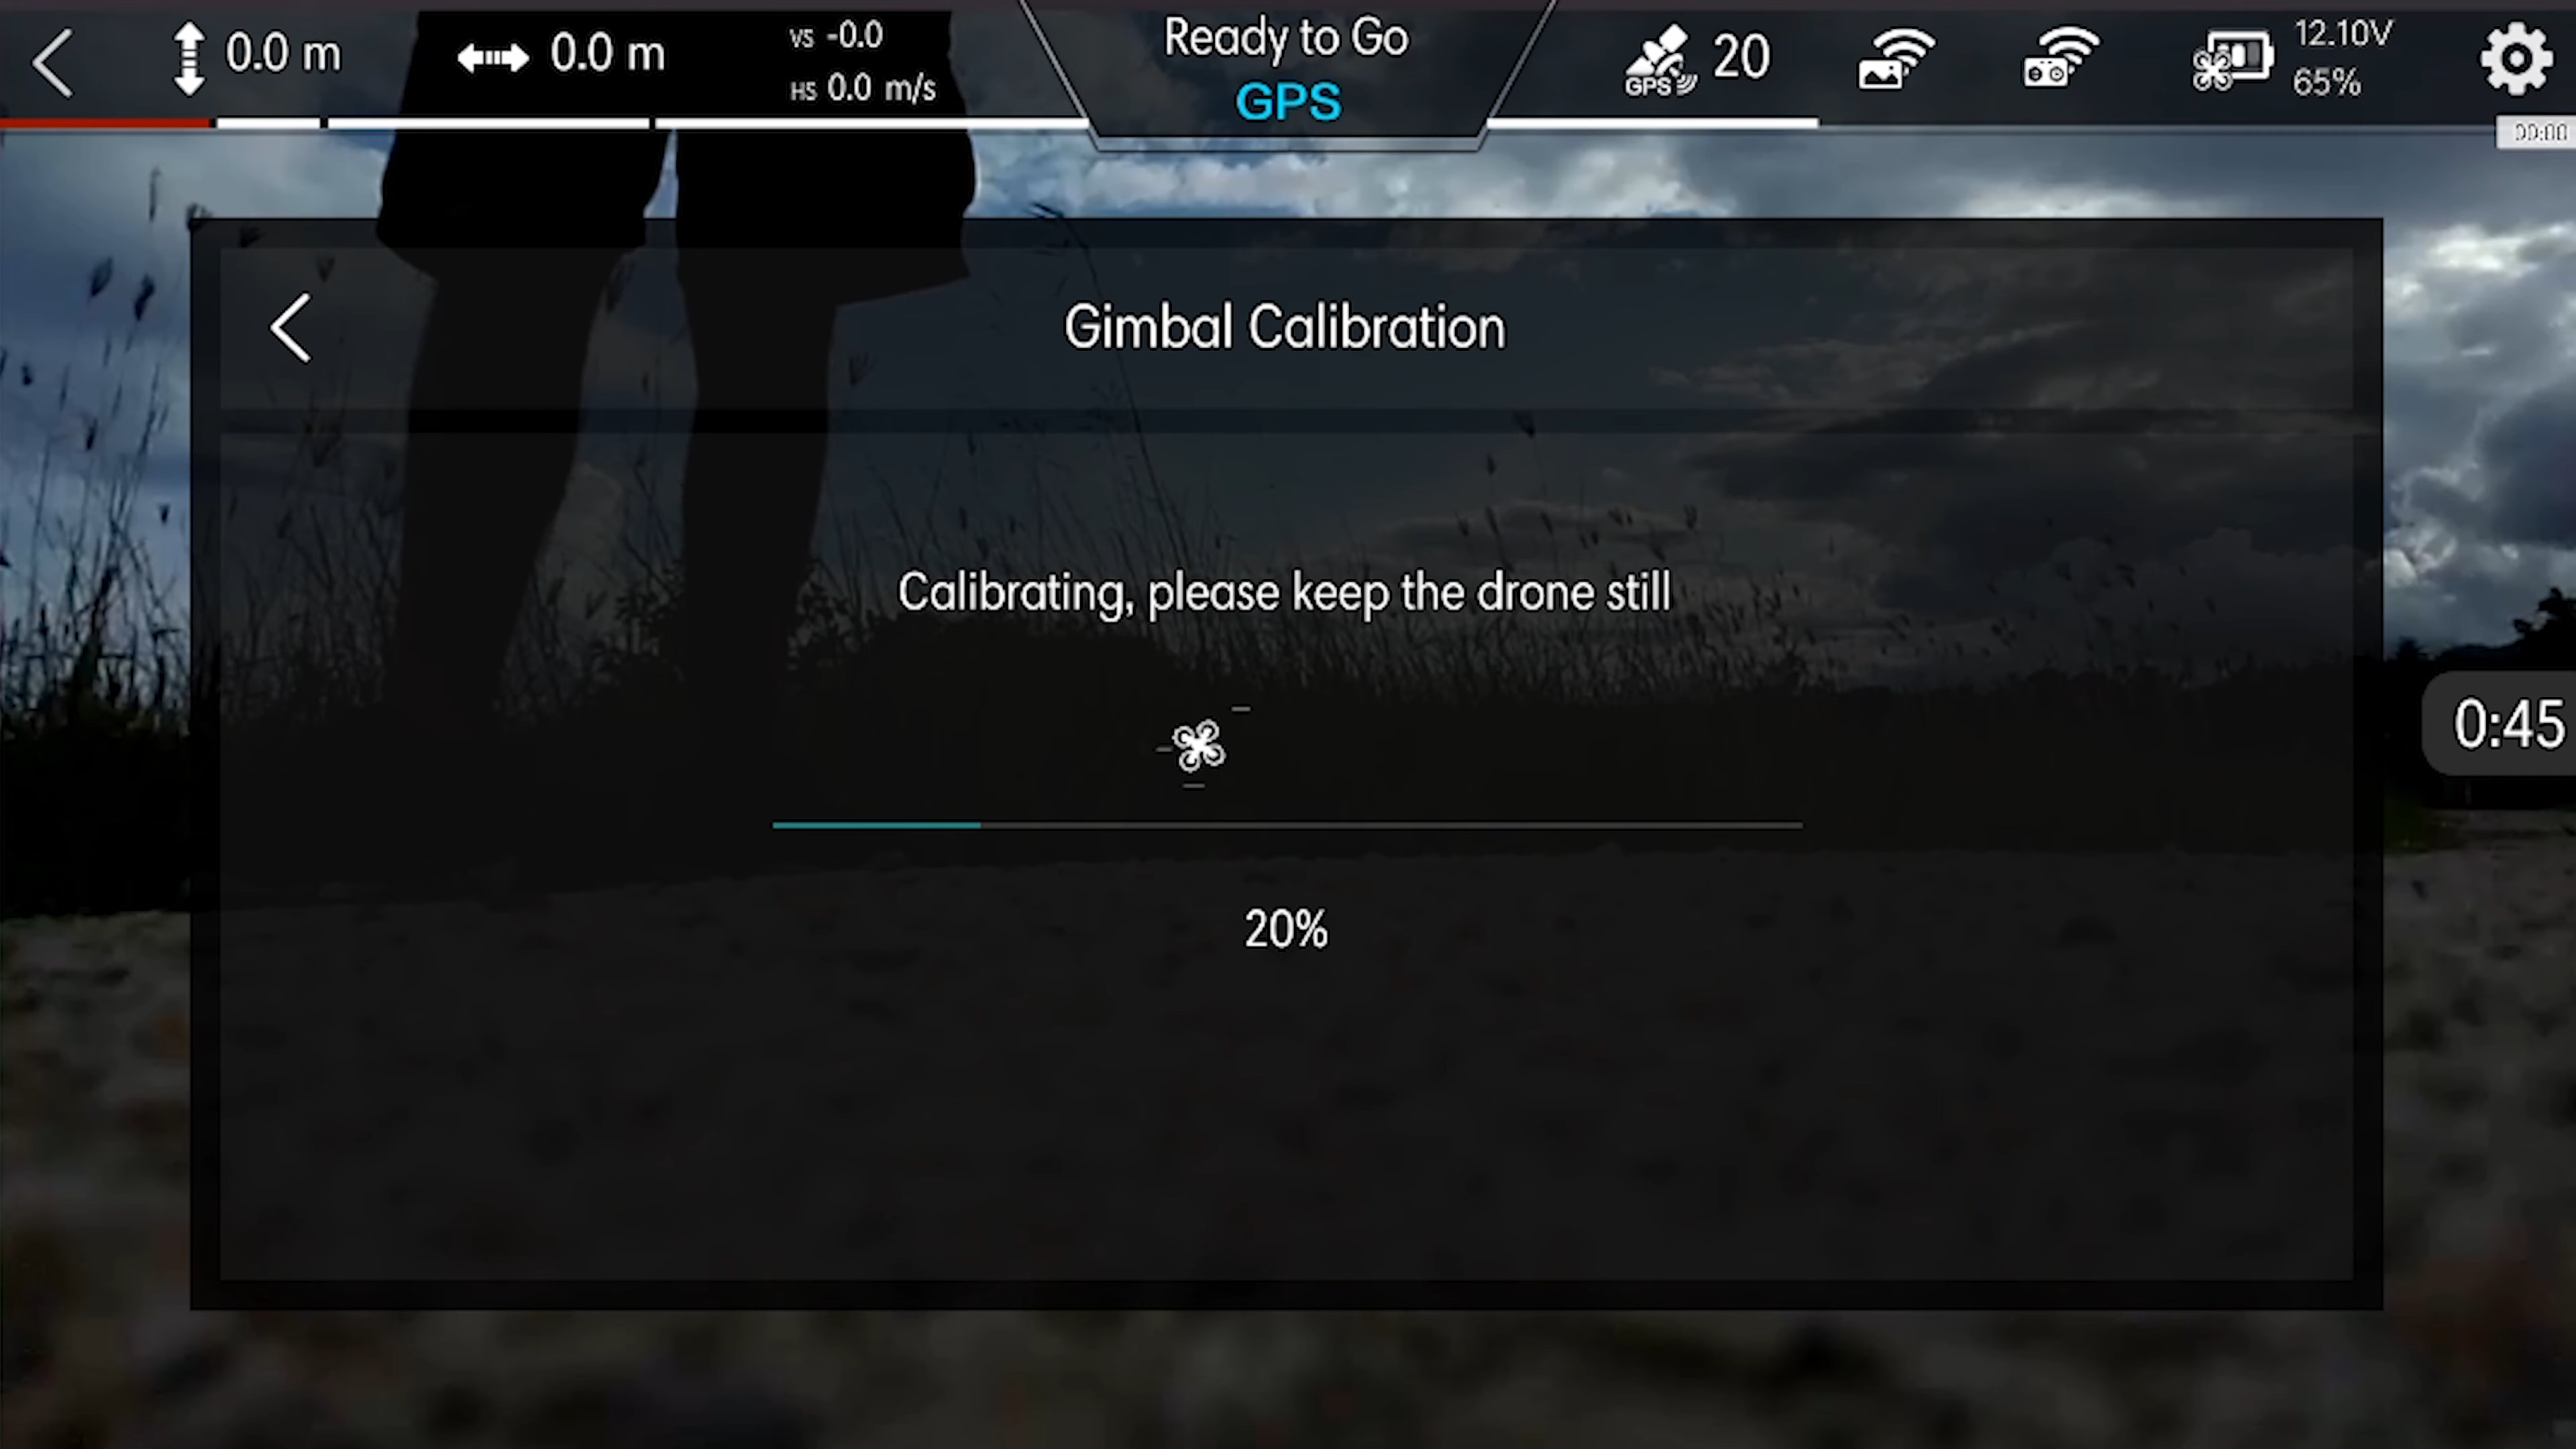 0.0 m
0.0 m
VS -0.0
HS 0.0 m/s
Ready to Go
GPS
GPS
20
12.10V
65%
00:00
Gimbal Calibration
Calibrating, please keep the drone still
0:45
20%